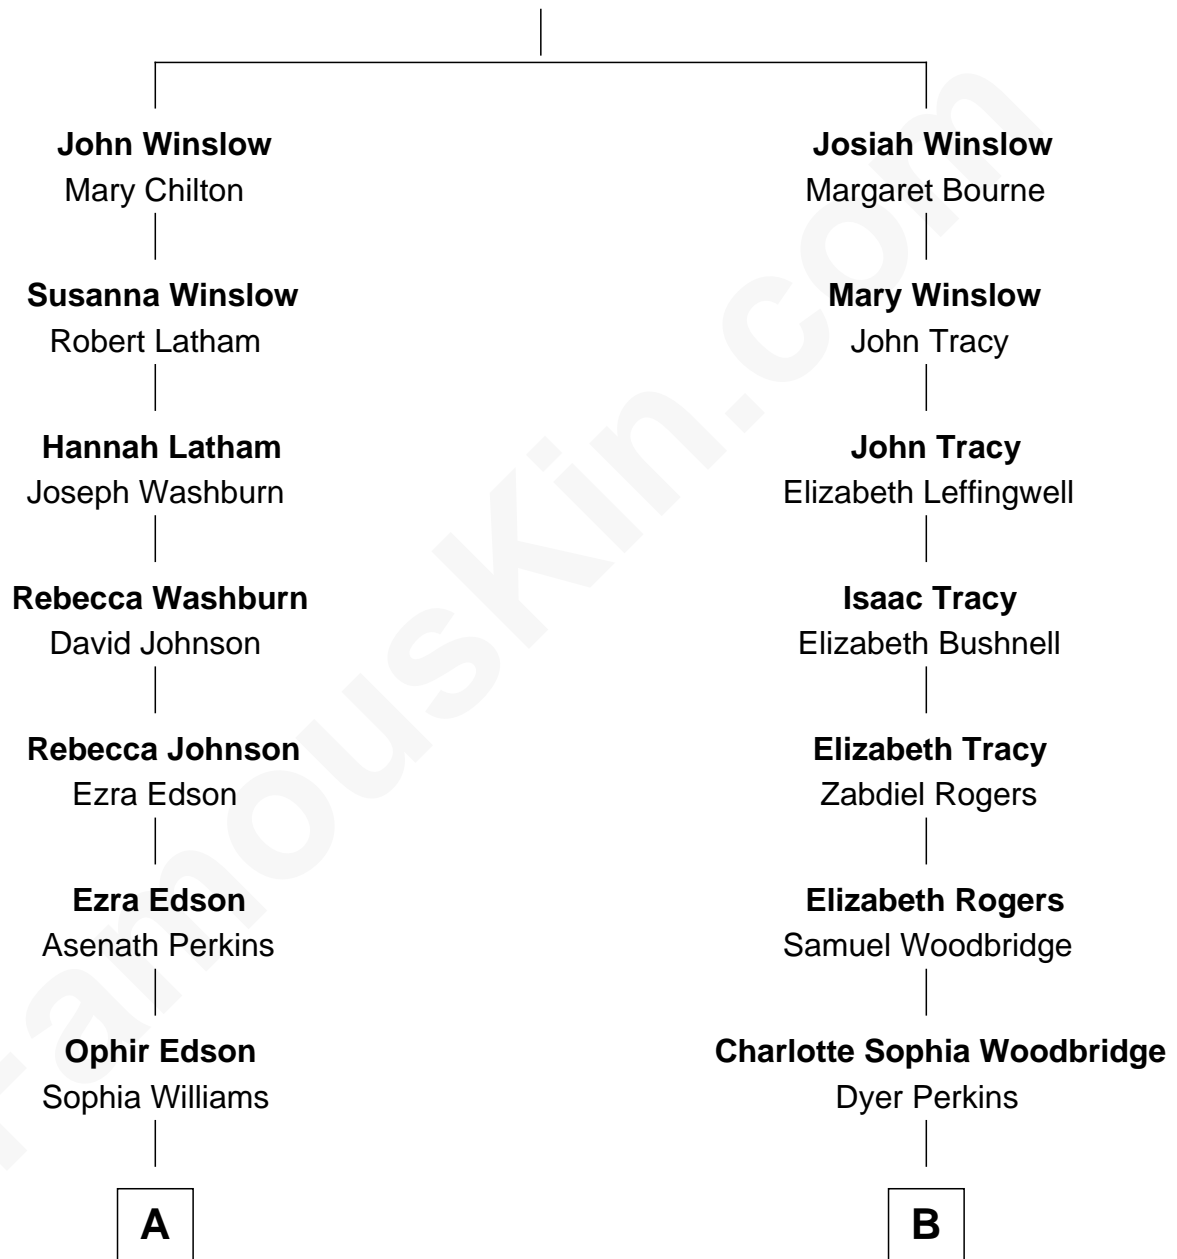 John Winslow
Mary Chilton
Susanna Winslow
Robert Latham
Hannah Latham
Joseph Washburn
Rebecca Washburn
David Johnson
Rebecca Johnson
Ezra Edson
Ezra Edson
Asenath Perkins
Ophir Edson
Sophia Williams
A
Josiah Winslow
Margaret Bourne
Mary Winslow
John Tracy
John Tracy
Elizabeth Leffingwell
Isaac Tracy
Elizabeth Bushnell
Elizabeth Tracy
Zabdiel Rogers
Elizabeth Rogers
Samuel Woodbridge
Charlotte Sophia Woodbridge
Dyer Perkins
B
FamousKin.com